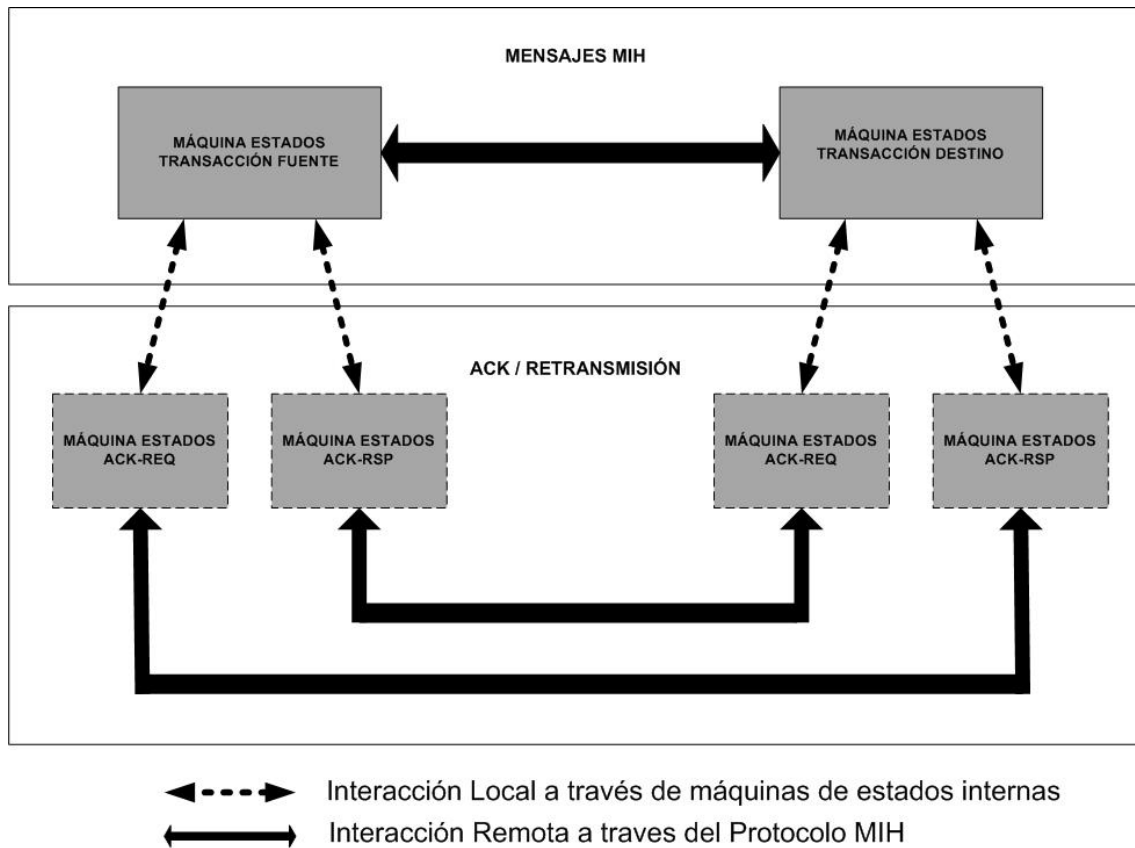 MENSAJES MIH
MÁQUINA ESTADOS
TRANSACCIÓN FUENTE
MÁQUINA ESTADOS
TRANSACCIÓN DESTINO
ACK / RETRANSMISIÓN
MÁQUINA ESTADOS
ACK-REQ
MÁQUINA ESTADOS
ACK-RSP
MÁQUINA ESTADOS
ACK-REQ
MÁQUINA ESTADOS
ACK-RSP
Interacción Local a través de máquinas de estados internas
Interacción Remota a traves del Protocolo MIH